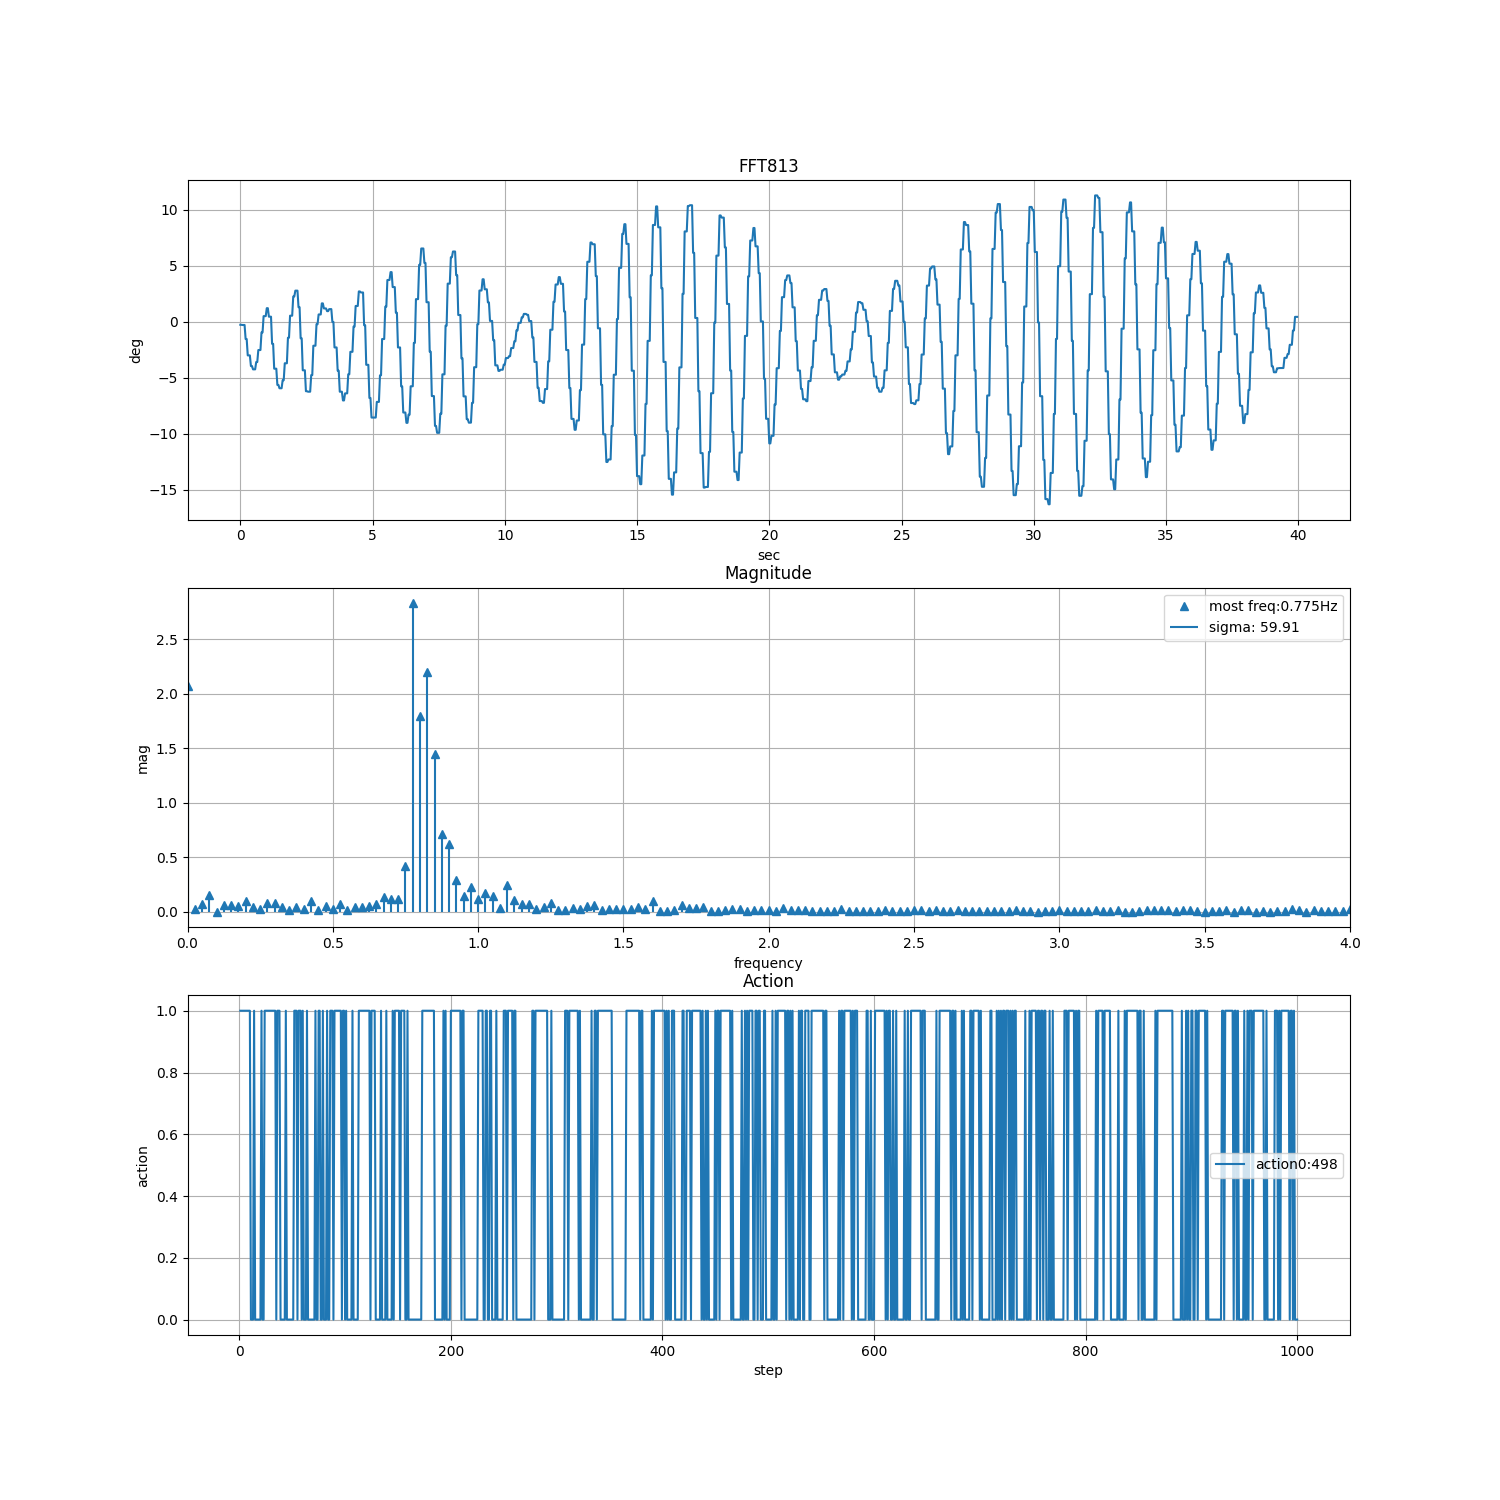 FFT813
10
5
0
−5
−10
−15
deg
0 5 10 15 20 25 30 35 40
sec
Magnitude
most freq:0.775Hz
sigma: 59.91
2.5
2.0
1.5
1.0
0.5
0.0
mag
0.0 0.5 1.0 1.5 2.0 2.5 3.0 3.5 4.0
frequency
Action
1.0
0.8
0.6
0.4
0.2
0.0
action
action0:498
0 200 400 600 800 1000
step